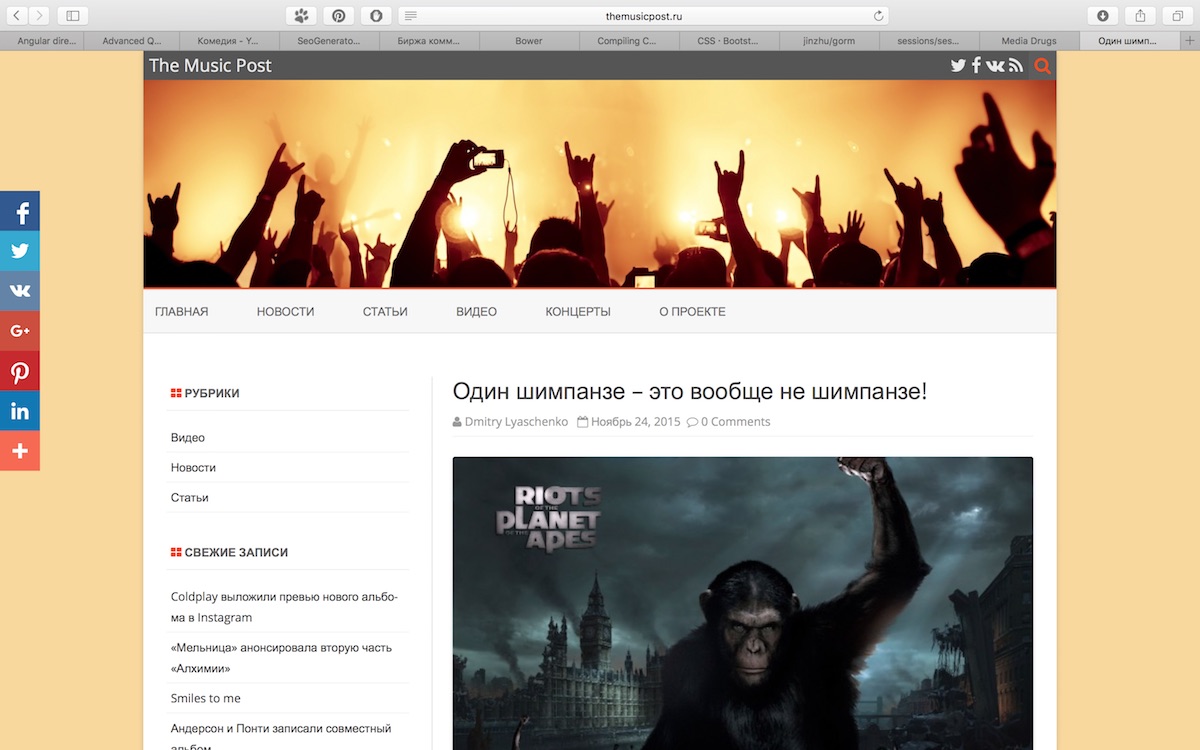 themusicpost.ru
Angular dire...
Advanced Q...
Комедия - Y...
SeoGenerato...
Биржа комм...
Bower
Compiling C...
CSS · Bootst...
jinzhu/gorm
sessions/ses...
Media Drugs
Один шимп...
The Music Post
ГЛАВНАЯ НОВОСТИ СТАТЬИ ВИДЕО КОНЦЕРТЫ О ПРОЕКТЕ
РУБРИКИ
Видео
Новости
Статьи
СВЕЖИЕ ЗАПИСИ
Coldplay выложили превью нового альбо-
ма в Instagram
«Мельница» анонсировала вторую часть
«Алхимии»
Smiles to me
Андерсон и Понти записали совместный
альбом
Один шимпанзе – это вообще не шимпанзе!
Dmitry Lyaschenko Ноябрь 24, 2015 0 Comments
RIOTS
OF THE
PLANET
OF THE APES